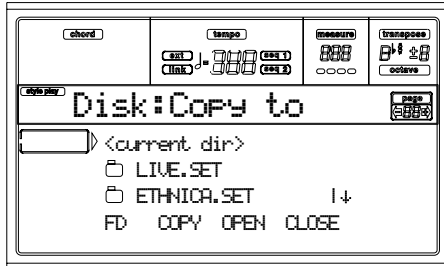 chord tempo measure transpose
ext seq 1
link seq 2
octave
style play Disk:Copy to page
<current dir>
LIVE.SET
ETHNICA.SET
FD COPY OPEN CLOSE